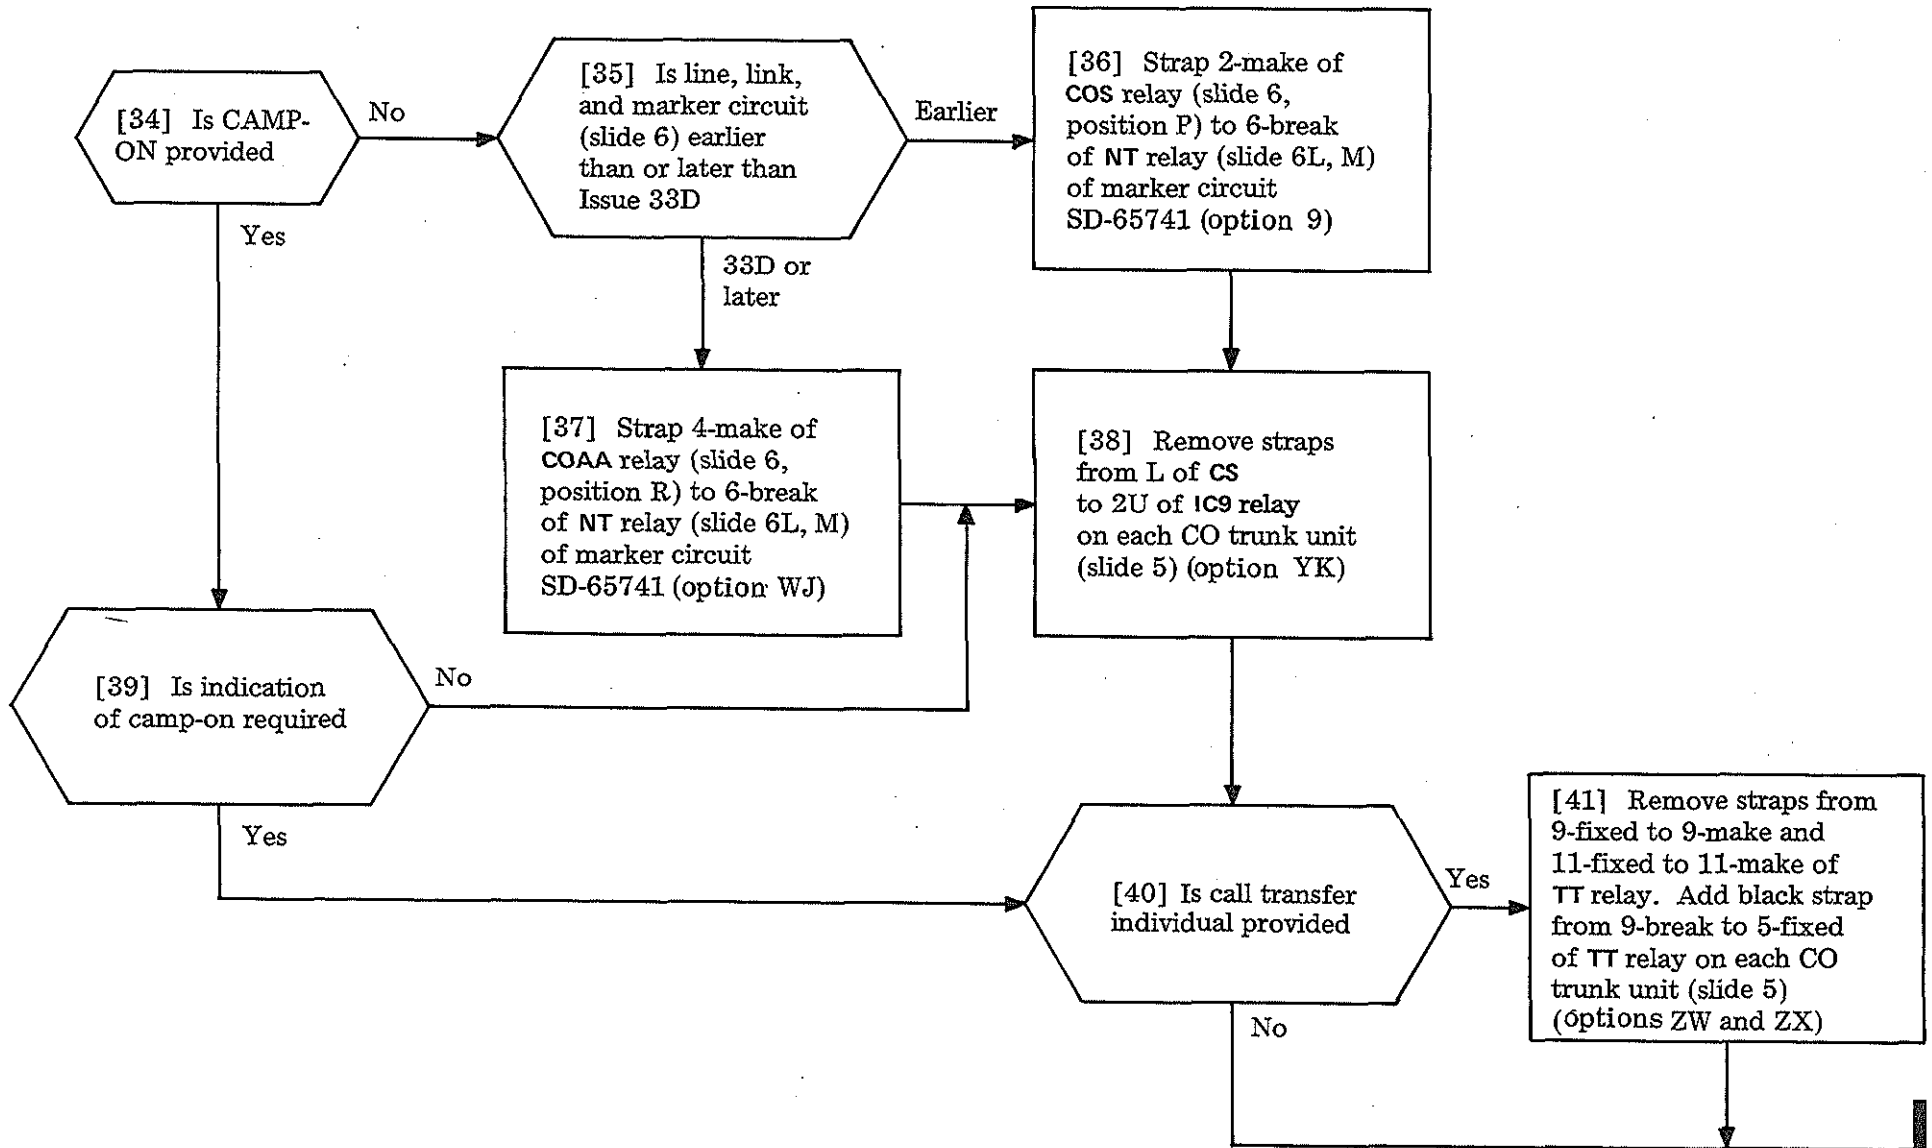 [34] Is CAMP-
ON provided
No
Yes
[35] Is line, link,
and marker circuit
(slide 6) earlier
than or later than
Issue 33D
Earlier
33D or
later
[36] Strap 2-make of
COS relay (slide 6,
position P) to 6-break
of NT relay (slide 6L, M)
of marker circuit
SD-65741 (option 9)
[37] Strap 4-make of
COAA relay (slide 6,
position R) to 6-break
of NT relay (slide 6L, M)
of marker circuit
SD-65741 (option WJ)
[38] Remove straps
from L of CS
to 2U of IC9 relay
on each CO trunk unit
(slide 5) (option YK)
[39] Is indication
of camp-on required
No
Yes
[40] Is call transfer
individual provided
Yes
No
[41] Remove straps from
9-fixed to 9-make and
11-fixed to 11-make of
TT relay. Add black strap
from 9-break to 5-fixed
of TT relay on each CO
trunk unit (slide 5)
(options ZW and ZX)